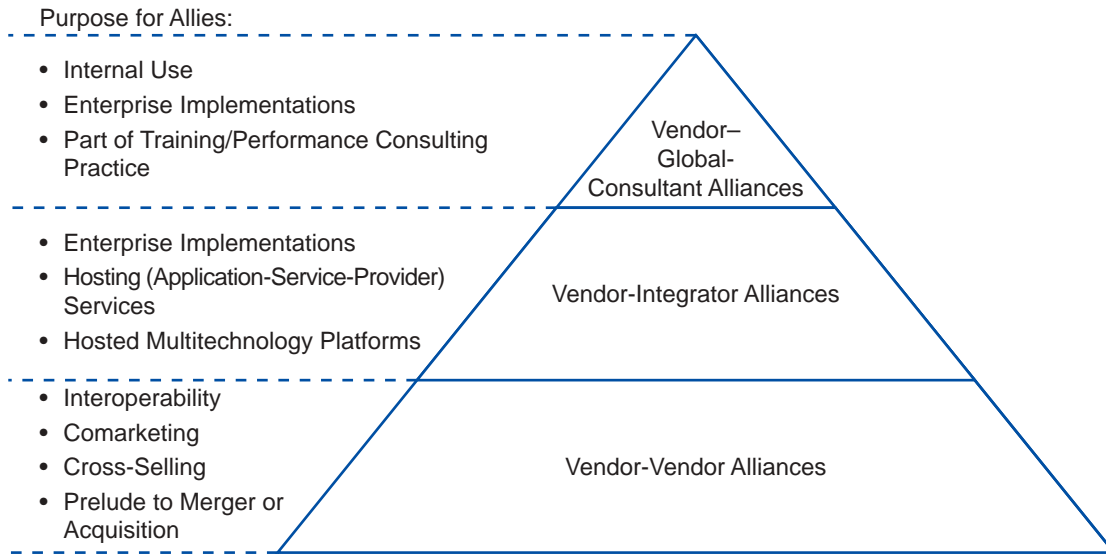 Purpose for Allies:
• Internal Use
• Enterprise Implementations
• Part of Training/Performance Consulting
Practice
Vendor–
Global-
Consultant Alliances
• Enterprise Implementations
• Hosting (Application-Service-Provider)
Services
• Hosted Multitechnology Platforms
Vendor-Integrator Alliances
• Interoperability
• Comarketing
• Cross-Selling
• Prelude to Merger or
Acquisition
Vendor-Vendor Alliances